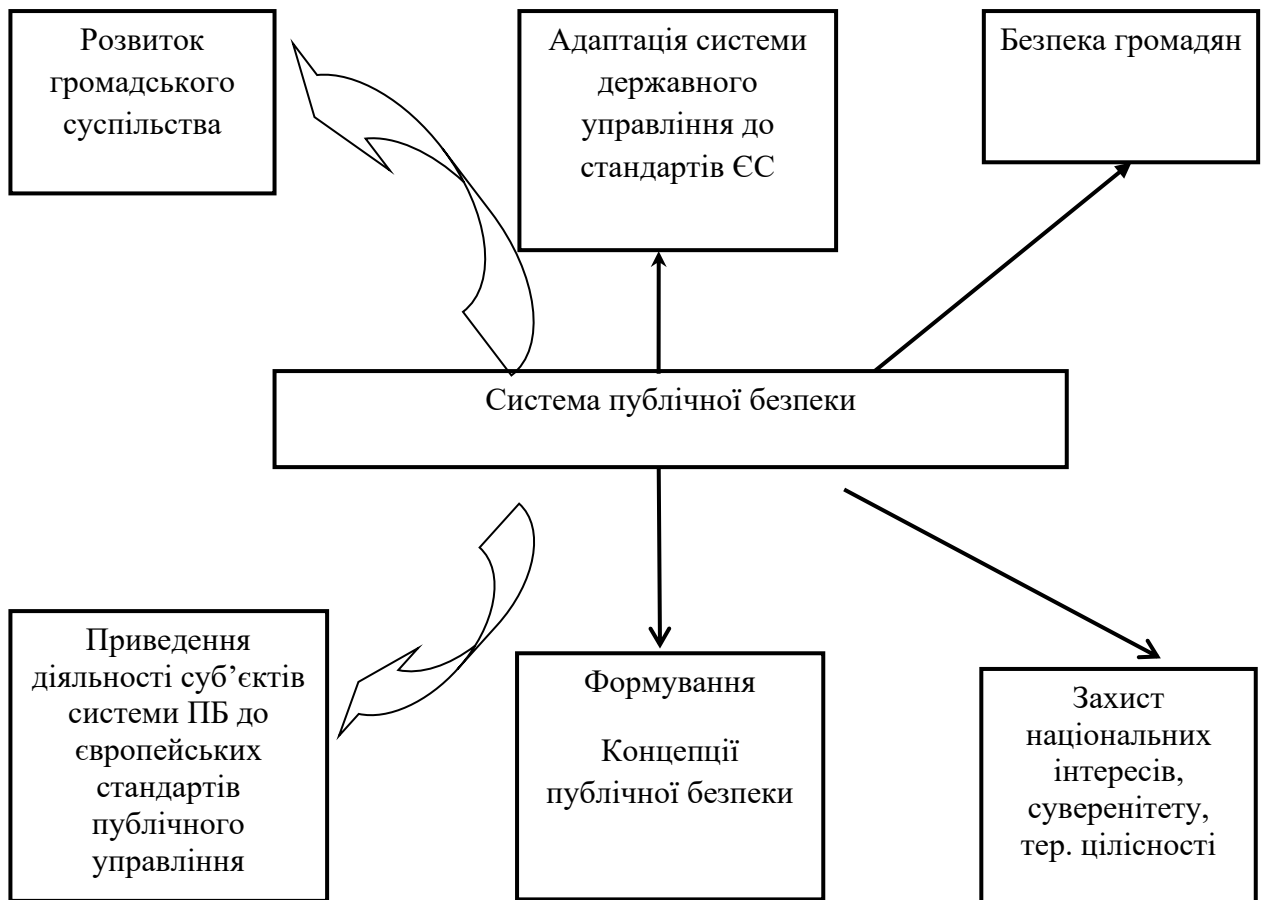 Розвиток
громадського
суспільства
Адаптація системи
державного
управління до
стандартів ЄС
Безпека громадян
Система публічної безпеки
Приведення
діяльності суб’єктів
системи ПБ до
європейських
стандартів
публічного
управління
Формування
Концепції
публічної безпеки
Захист
національних
інтересів,
суверенітету,
тер. цілісності